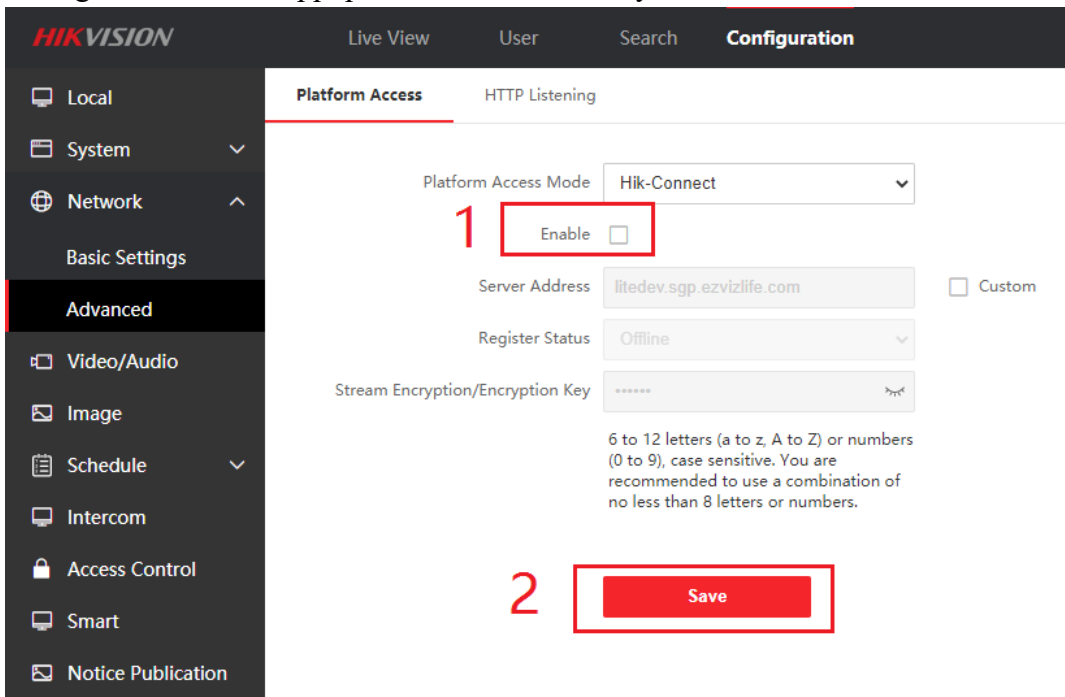 HIKVISION
Live View
User
Search
Configuration
Local
System
Network
Basic Settings
Advanced
Video/Audio
Image
Schedule
Intercom
Access Control
Smart
Notice Publication
Platform Access
HTTP Listening
Platform Access Mode
Hik-Connect
1
Enable
Server Address
litedev.sgp.ezvizlife.com
Custom
Register Status
Offline
Stream Encryption/Encryption Key
••••••
6 to 12 letters (a to z, A to Z) or numbers
(0 to 9), case sensitive. You are
recommended to use a combination of
no less than 8 letters or numbers.
2
Save